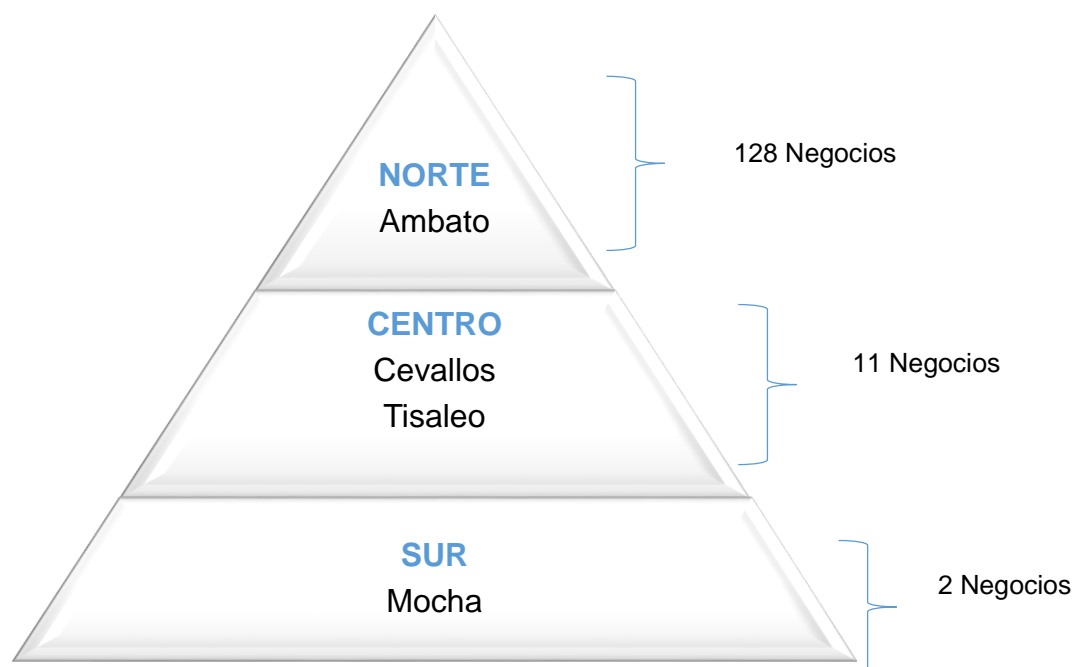 NORTE
Ambato
128 Negocios
CENTRO
Cevallos
Tisaleo
11 Negocios
SUR
Mocha
2 Negocios